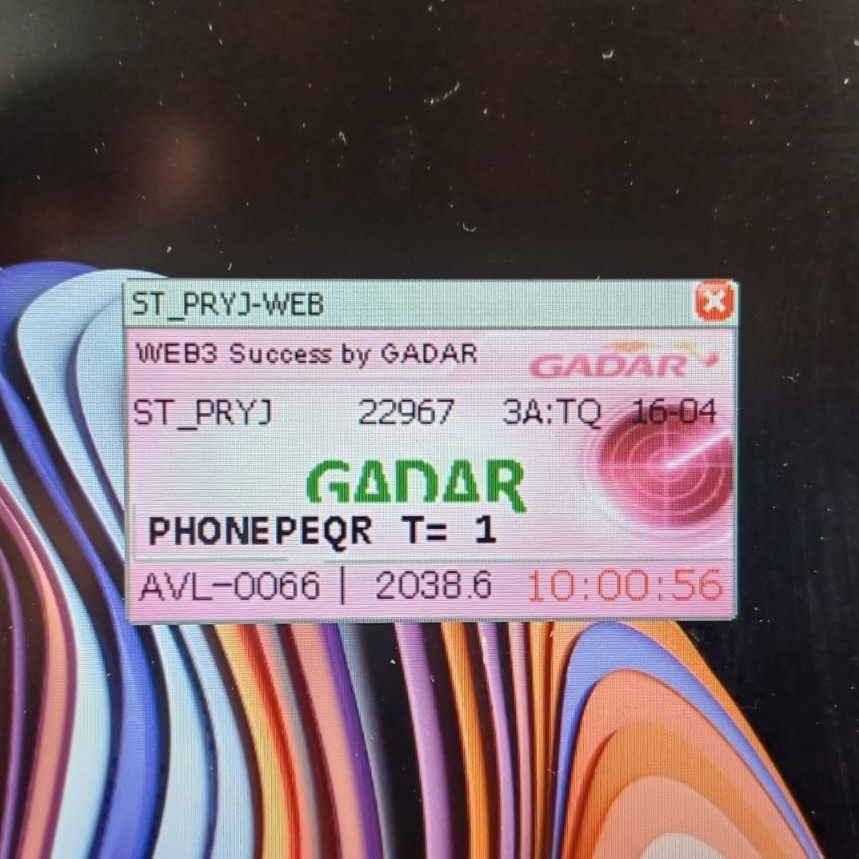 ST_PRYJ-WEB
WEB3 Success by GADAR
GADAR
ST_PRYJ 22967 3A:TQ 16-04
GADAR
PHONEPEQR T= 1
AVL-0066 | 2038.6 10:00:56